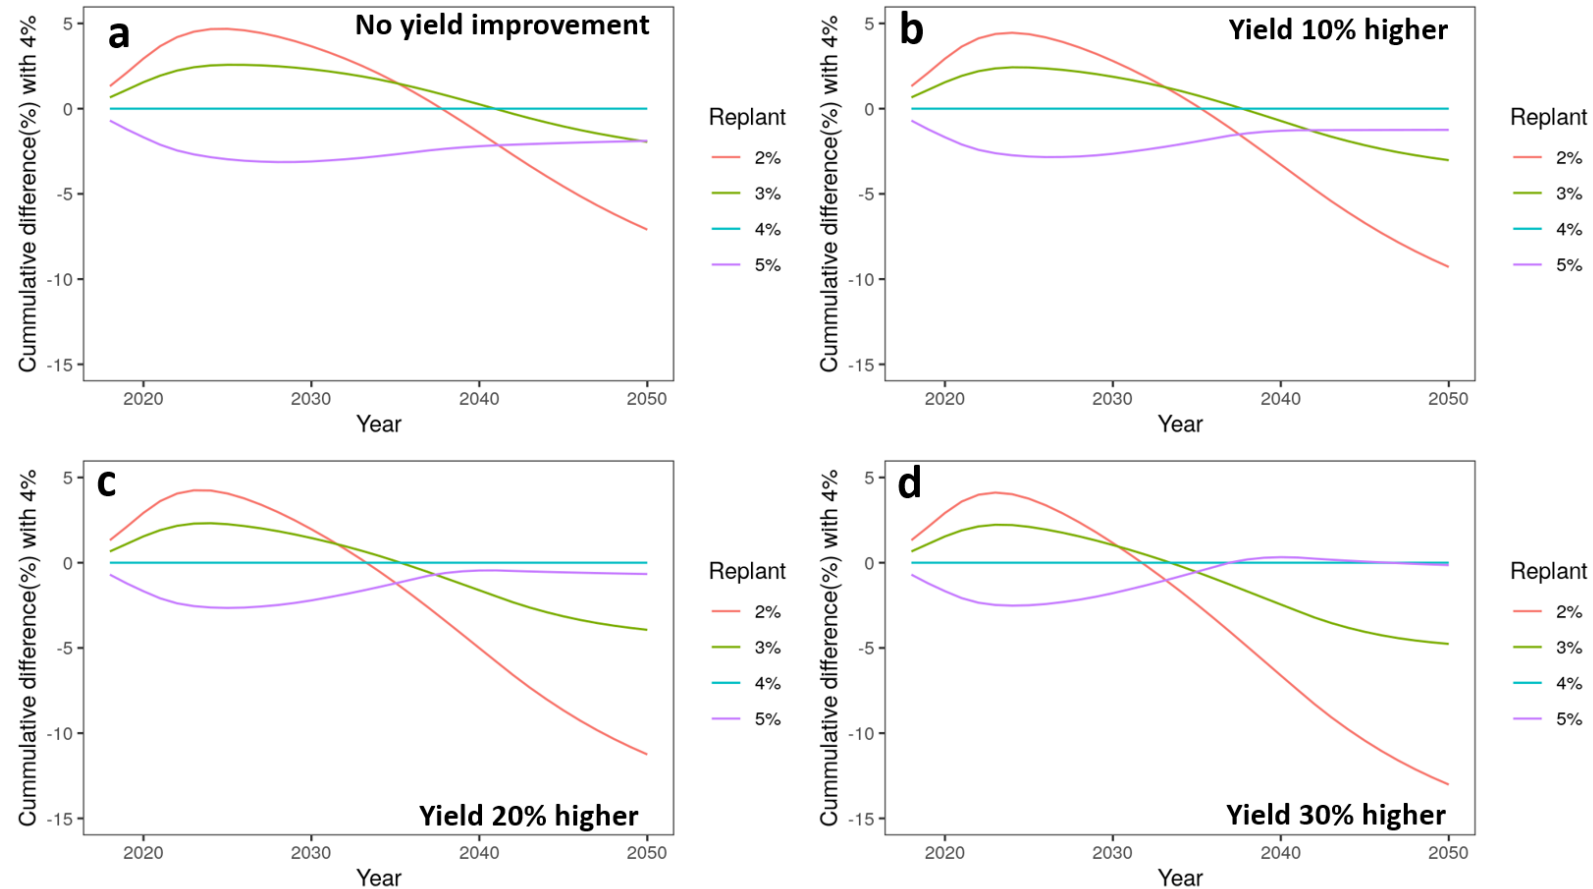 a
No yield improvement
Cummulative difference(%) with 4%
5
0
-5
-10
-15
2020
2030
2040
2050
Year
Replant
2%
3%
4%
5%
b
Yield 10% higher
Cummulative difference(%) with 4%
5
0
-5
-10
-15
2020
2030
2040
2050
Year
Replant
2%
3%
4%
5%
c
Yield 20% higher
Cummulative difference(%) with 4%
5
0
-5
-10
-15
2020
2030
2040
2050
Year
Replant
2%
3%
4%
5%
d
Yield 30% higher
Cummulative difference(%) with 4%
5
0
-5
-10
-15
2020
2030
2040
2050
Year
Replant
2%
3%
4%
5%